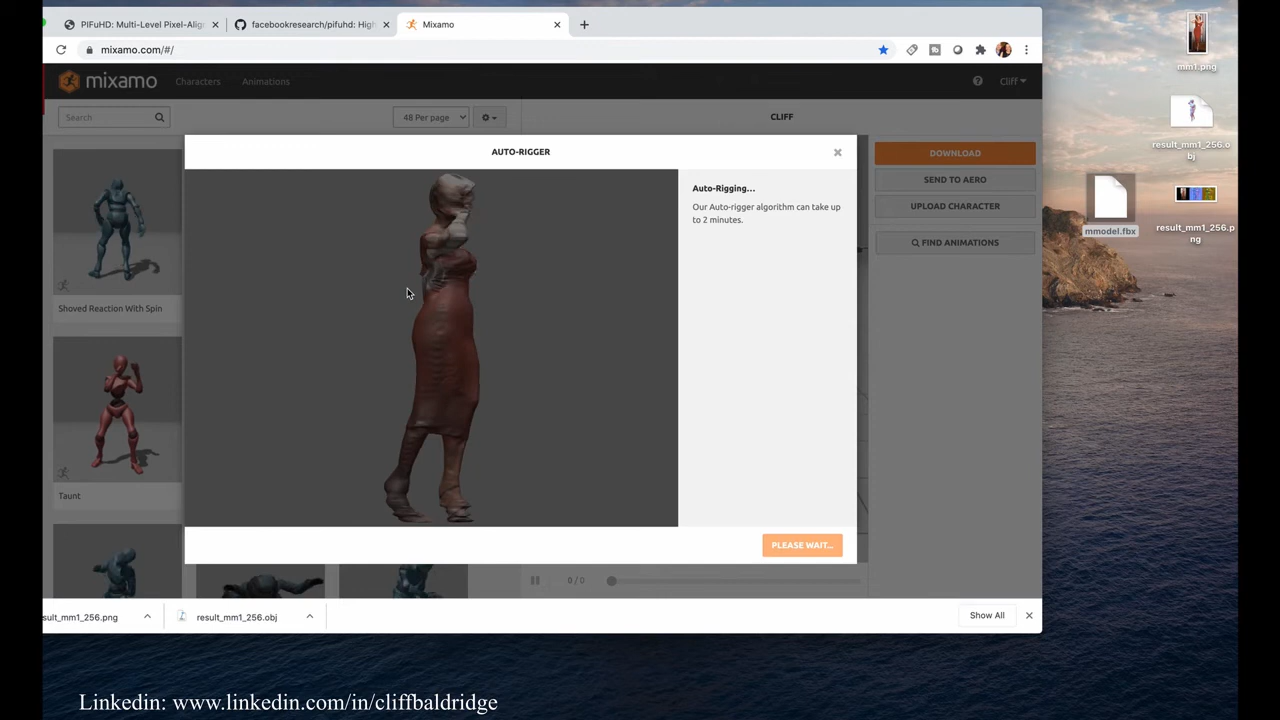 PIFuHD: Multi-Level Pixel-Alig
facebookresearch/pifuhd: High
Mixamo
mixamo.com/#/
mixamo
Characters
Animations
Cliff
Search
48 Per page
CLIFF
AUTO-RIGGER
Auto-Rigging...
Our Auto-rigger algorithm can take up
to 2 minutes.
PLEASE WAIT...
DOWNLOAD
SEND TO AERO
UPLOAD CHARACTER
FIND ANIMATIONS
Shoved Reaction With Spin
Taunt
0 / 0
sult_mm1_256.png
result_mm1_256.obj
Show All
mm1.png
result_mm1_256.o
bj
mmodel.fbx
result_mm1_256.p
ng
Linkedin: www.linkedin.com/in/cliffbaldridge